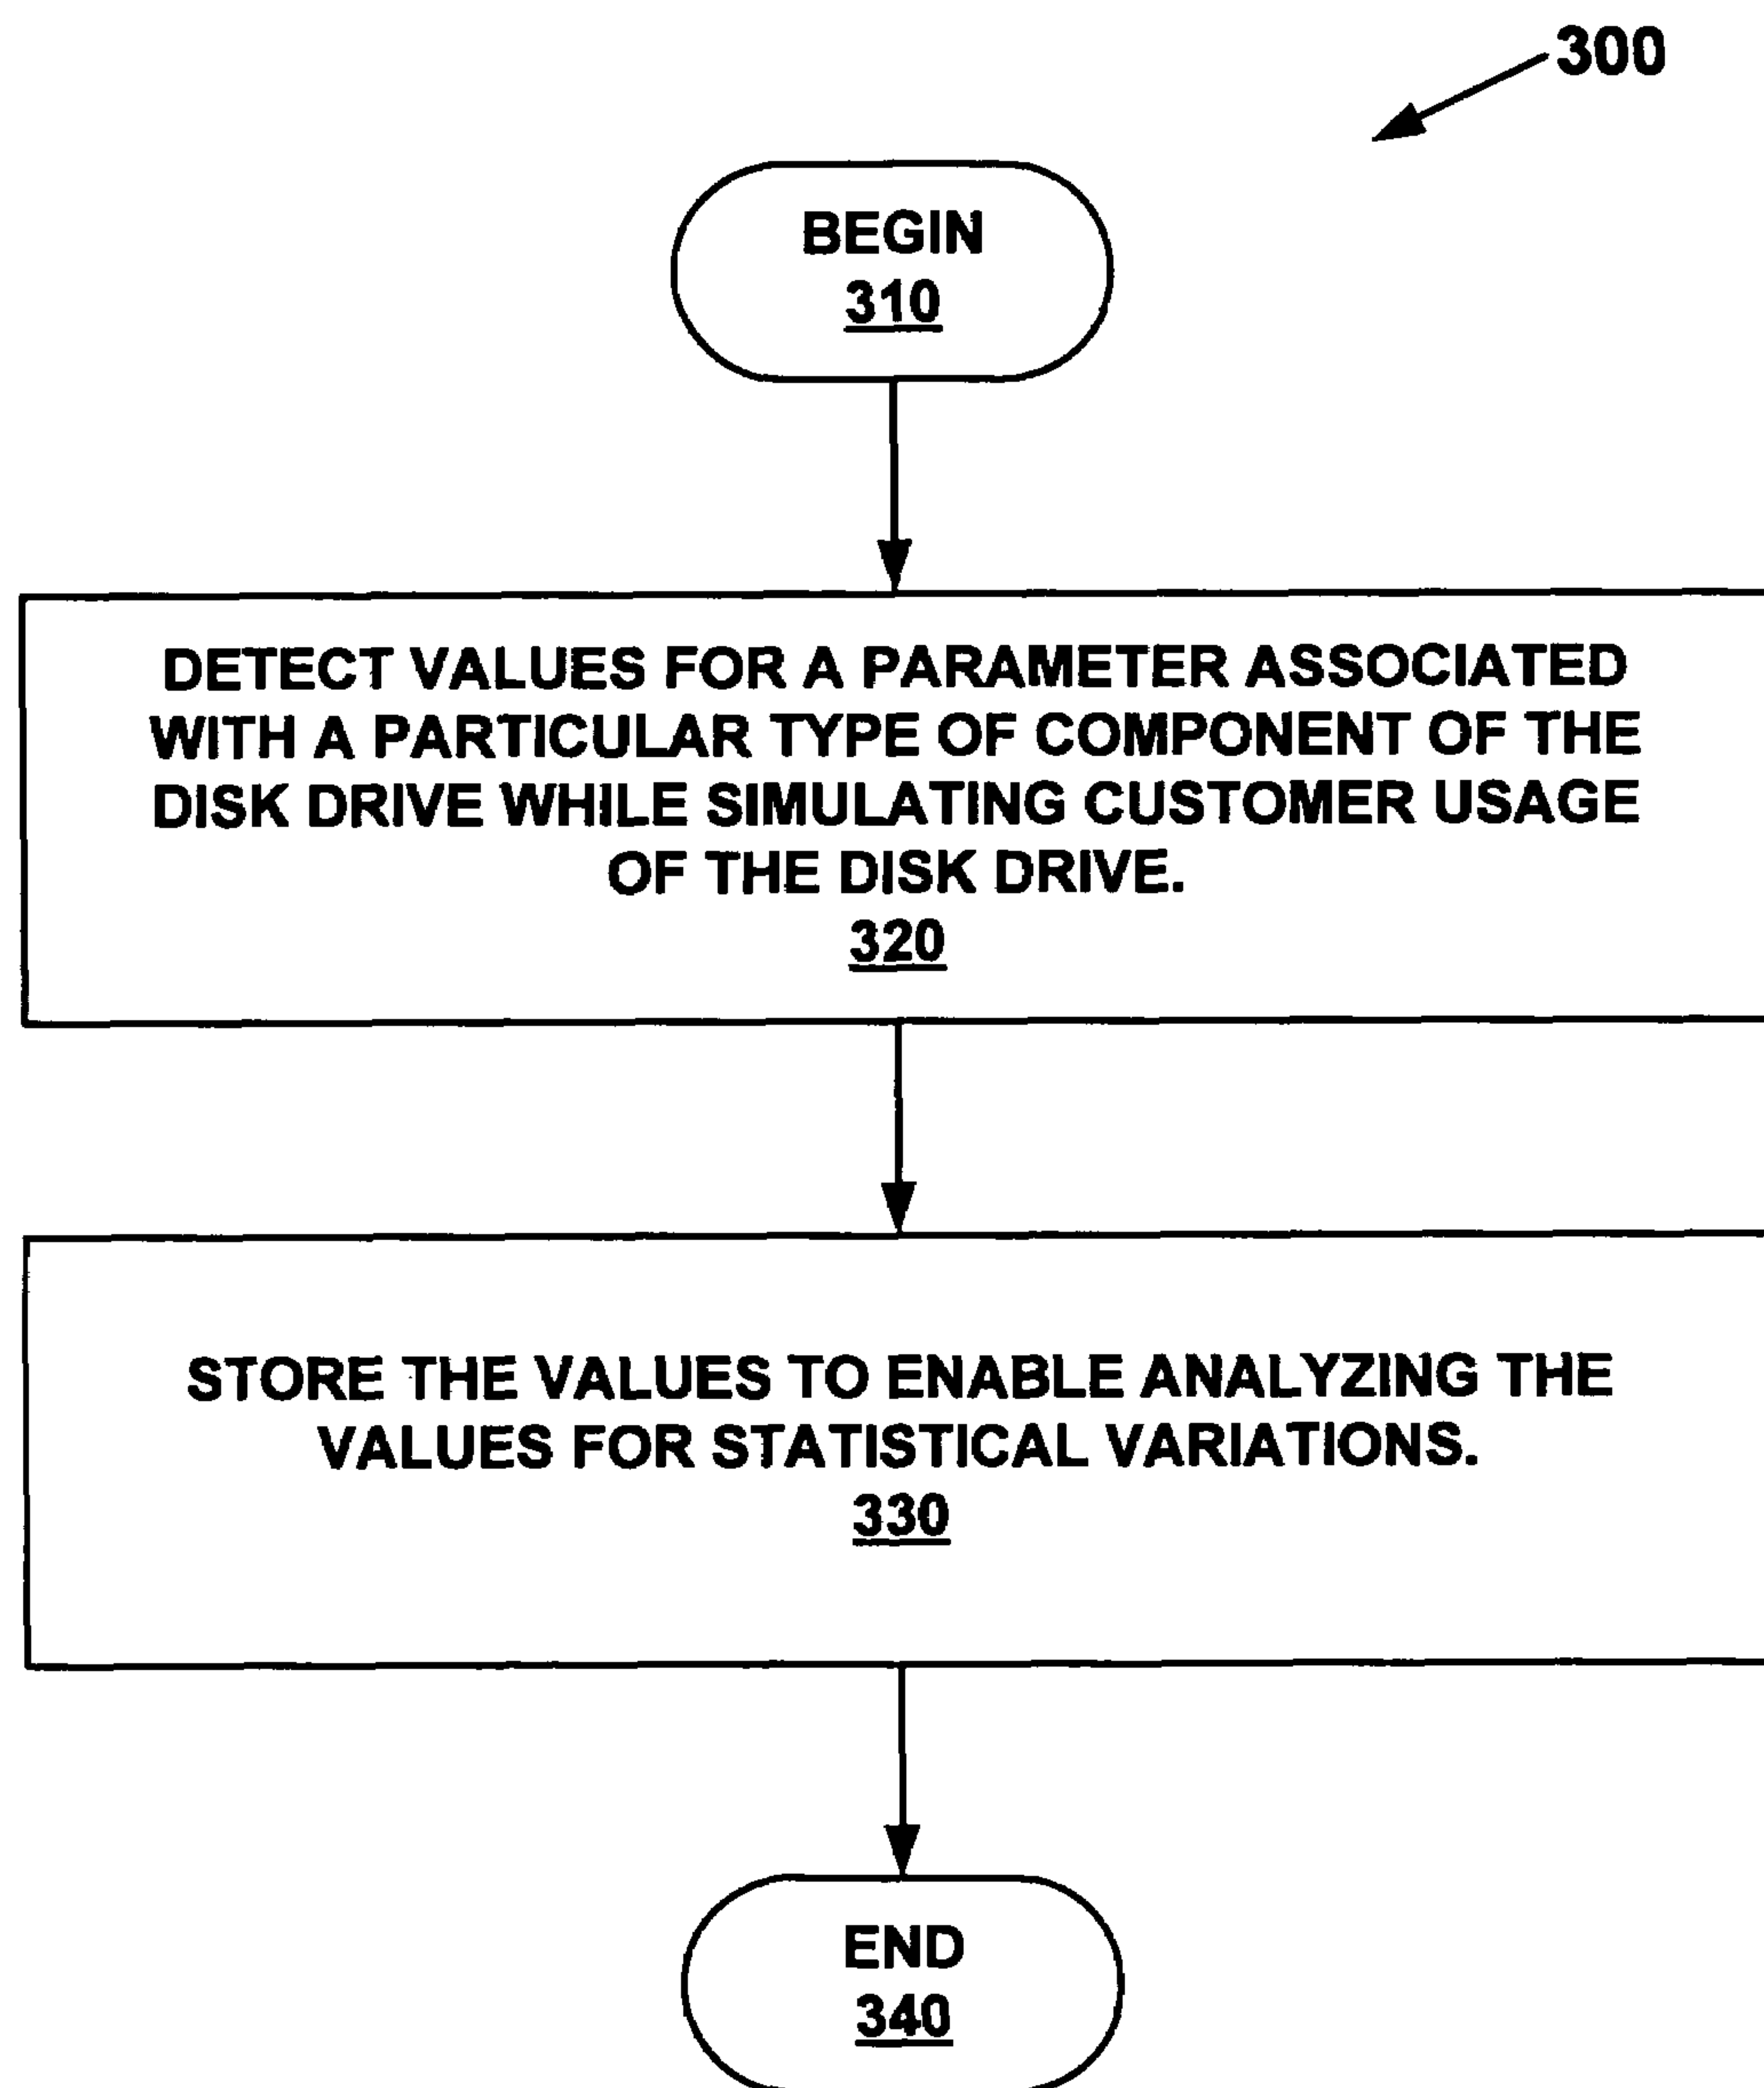 300
BEGIN
310
DETECT VALUES FOR A PARAMETER ASSOCIATED
WITH A PARTICULAR TYPE OF COMPONENT OF THE
DISK DRIVE WHILE SIMULATING CUSTOMER USAGE
OF THE DISK DRIVE.
320
STORE THE VALUES TO ENABLE ANALYZING THE
VALUES FOR STATISTICAL VARIATIONS.
330
END
340